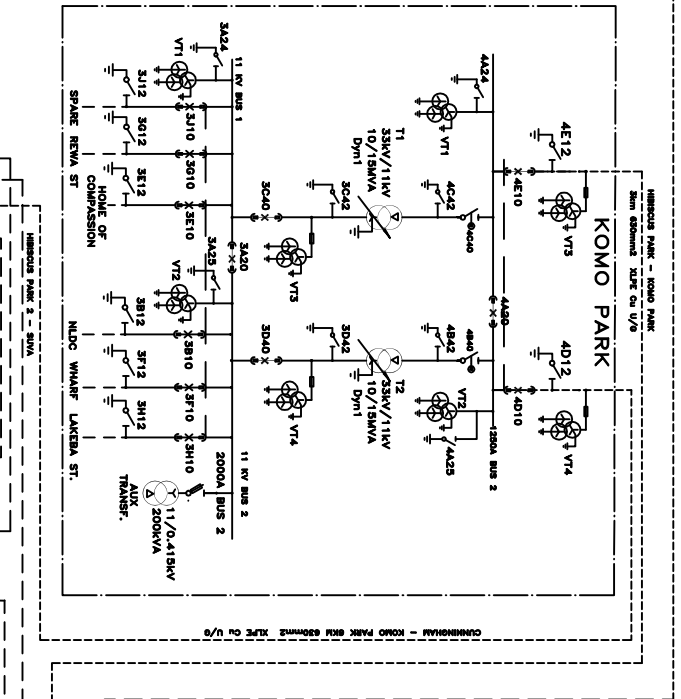 KOMO PARK
HIBISCUS PARK - KOMO PARK
3km 630mm2 XLPE Cu U/G
4E12
4E10
VT3
4D12
4D10
VT4
4A24
VT1
4A20
1250A BUS 2
VT2
4A25
4C42
4C40
T1
33kV/11kV
10/15MVA
Dyn1
3C42
3C40
VT3
4B42
4B40
T2
33kV/11kV
10/15MVA
Dyn1
3D42
3D40
VT4
11 KV BUS 1
3A24
VT1
3A20
3A25
VT2
11 KV BUS 2
2000A BUS 2
3J12
3J10
3G12
3G10
3E12
3E10
3B12
3B10
3F12
3F10
3H12
3H10
SPARE
REWA ST
HOME OF
COMPASSION
NLDC
WHARF
LAKEBA ST.
AUX
TRANSF.
11/0.415kV
200kVA
HIBISCUS PARK 2 - SUVA
CUNNINGHAM - KOMO PARK 6KM 630mm2 XLPE Cu U/G